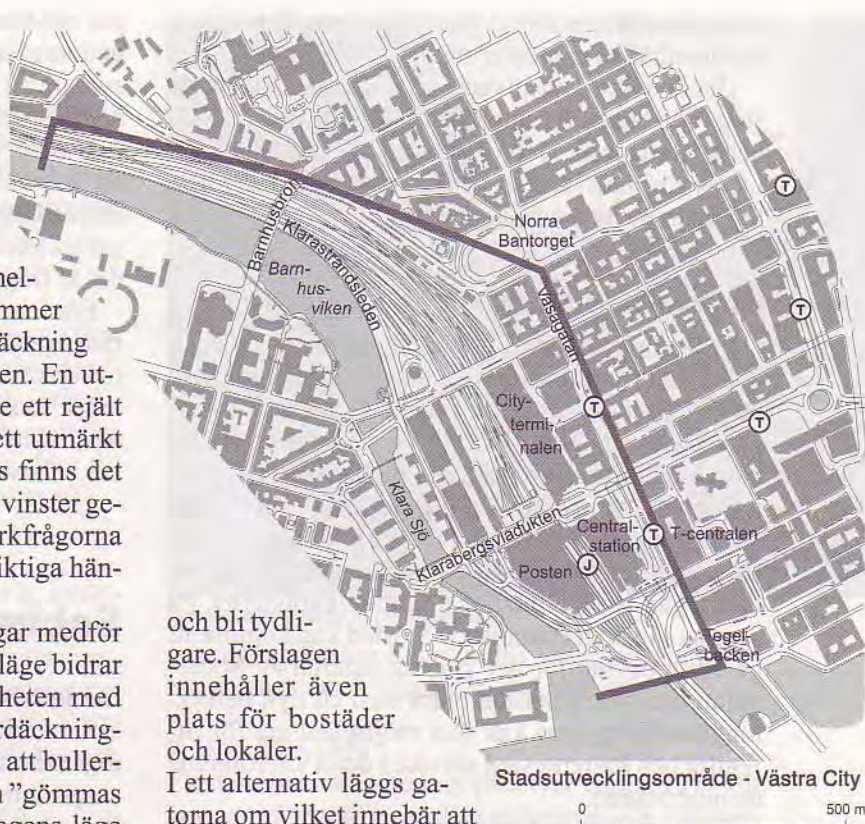 nel-
mmer
äckning
en. En ut-
e ett rejält
ett utmärkt
s finns det
vinster ge-
rkfrågorna
iktiga hän-
gar medför
läge bidrar
heten med
rdäckning-
att buller-
"gömmas
och bli tydli-
gare. Förslagen
innehåller även
plats för bostäder
och lokaler.
I ett alternativ läggs ga-
torna om vilket innebär att
Norra
Bantorget
Barnhusbron
Klarastrandsleden
Barn-
hus-
viken
Vasagatan
T
T
T
T
City-
termi-
nalen
Klara Sjö
Klarabergsviadukten
Central-
station
T
T-centralen
Posten
J
Tegel-
backen
Stadsutvecklingsområde - Västra City
0
500 m